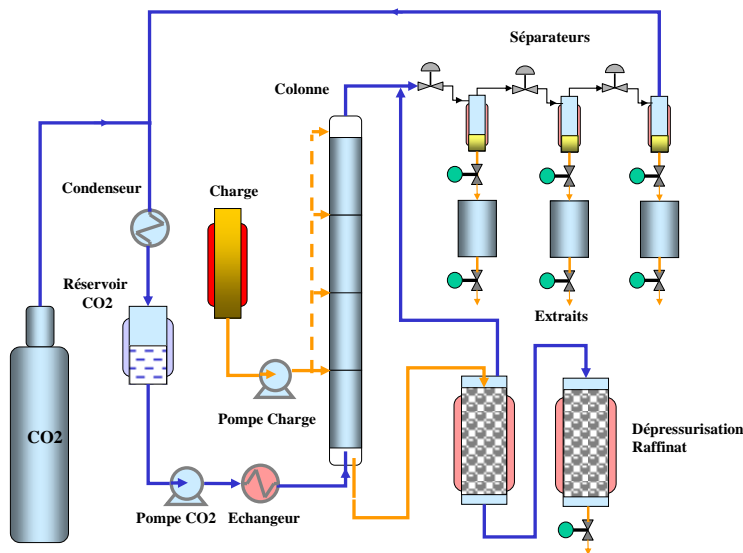 Séparateurs
Colonne
Condenseur
Charge
Réservoir
CO2
Extraits
CO2
Pompe Charge
Dépressurisation
Raffinat
Pompe CO2
Echangeur